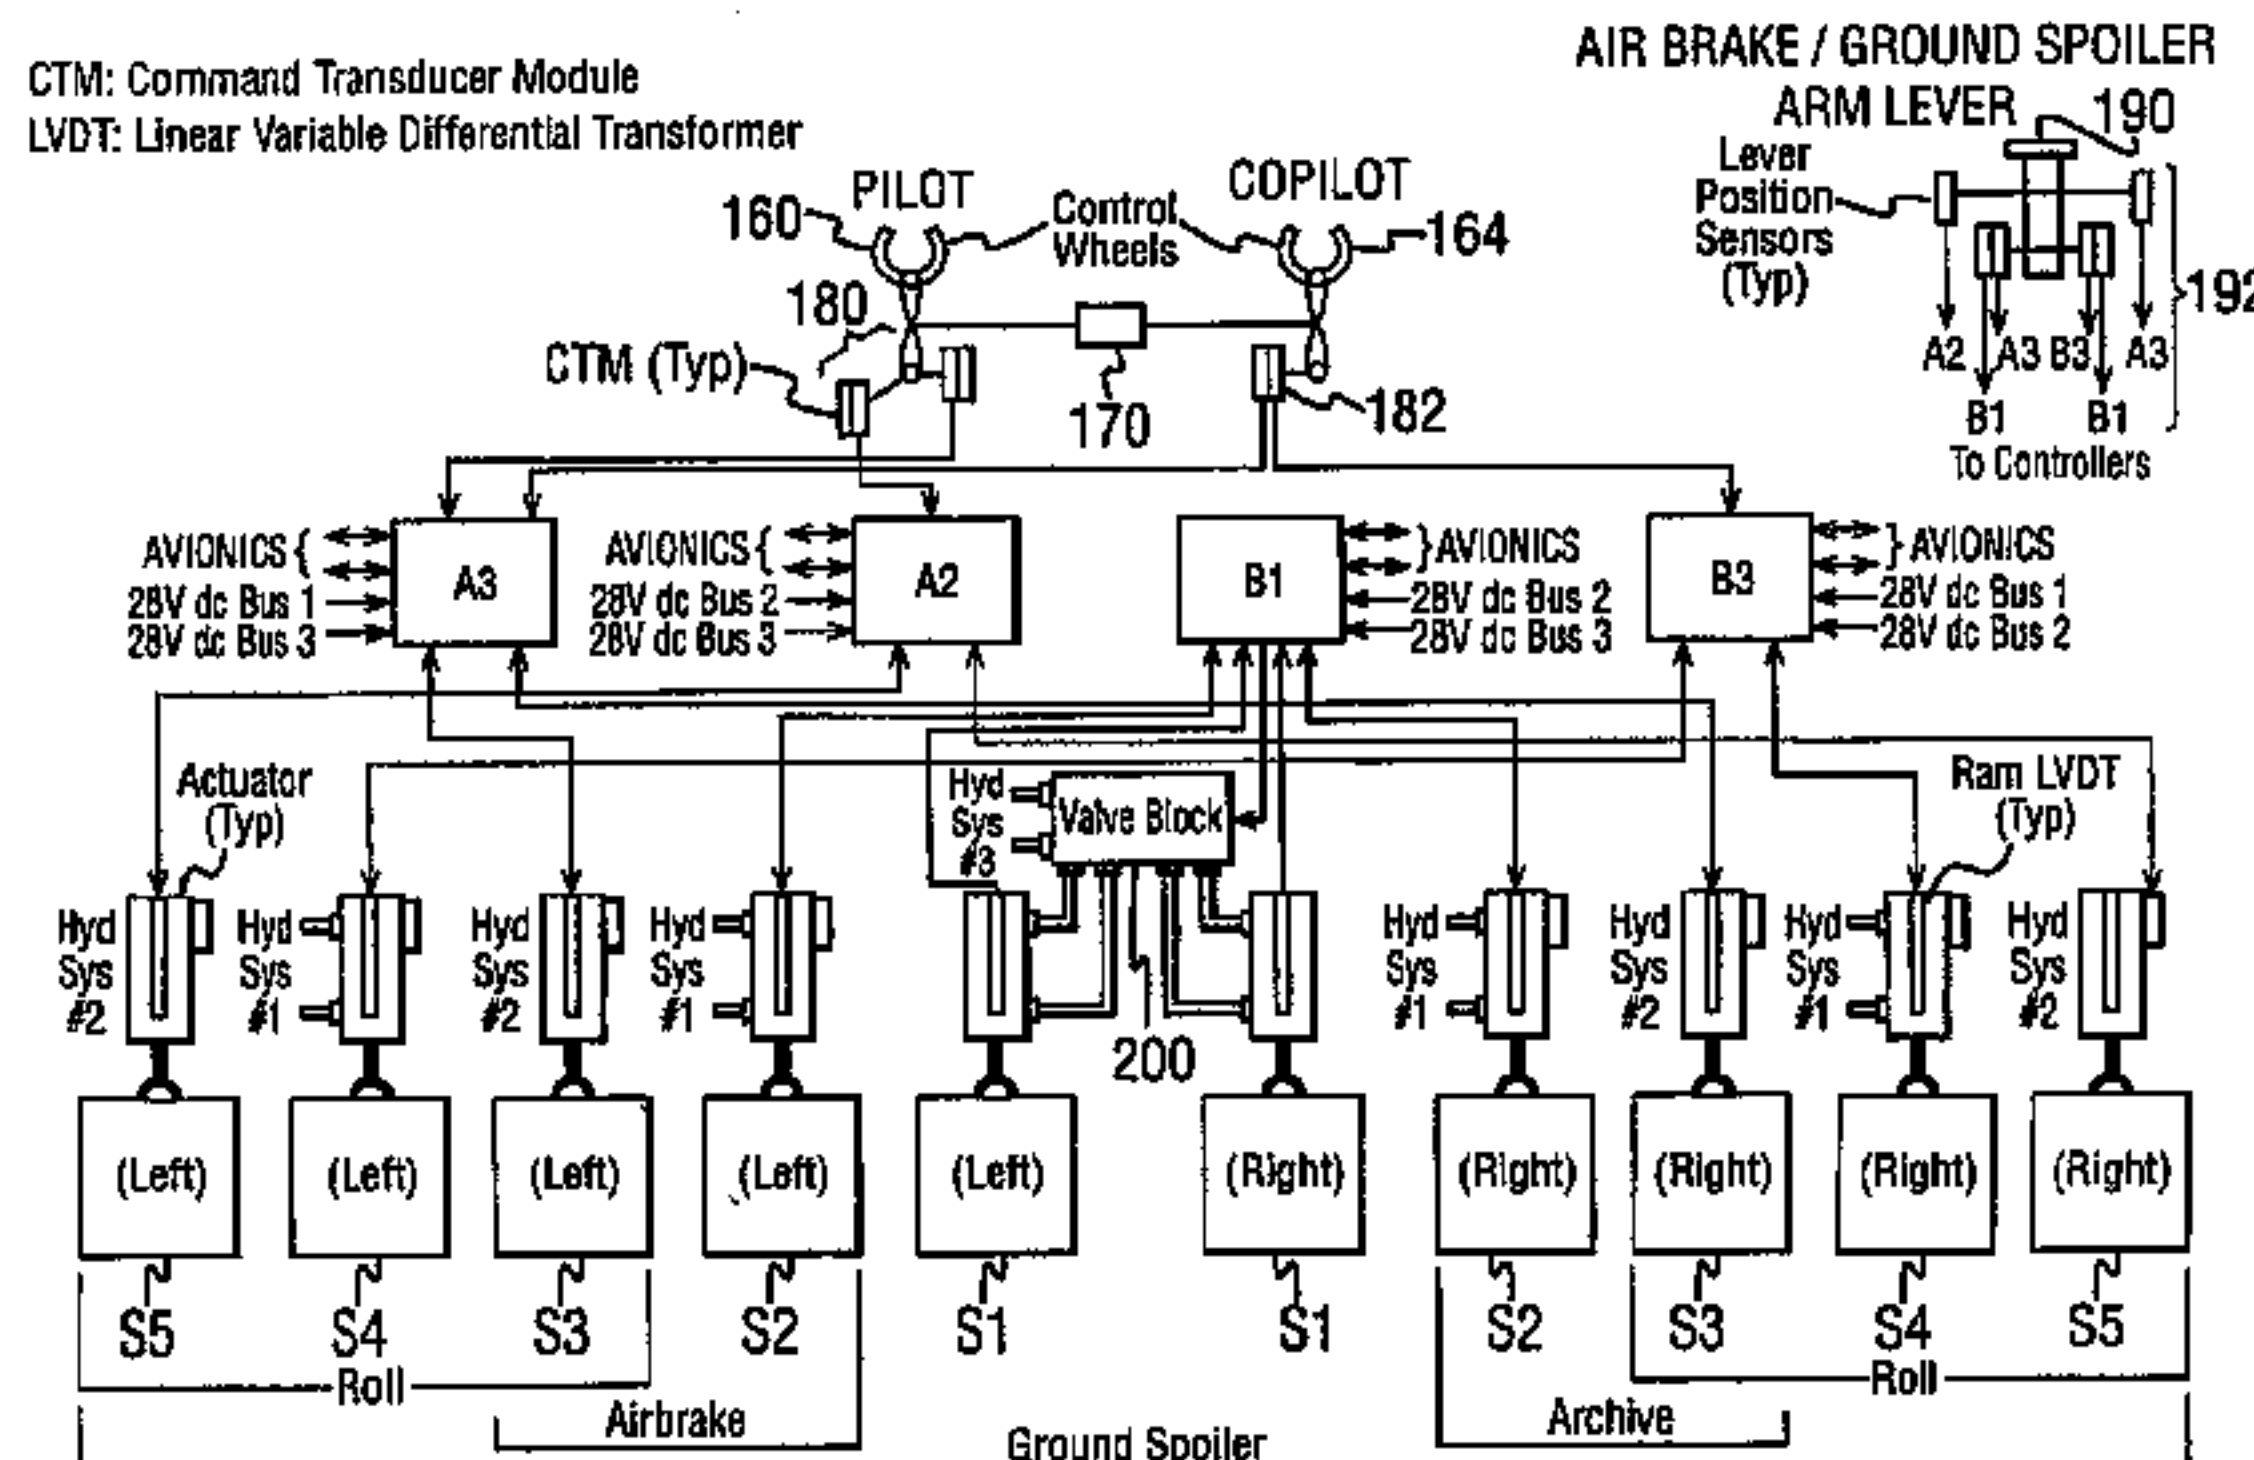 CTM: Command Transducer Module
LVDT: Linear Variable Differential Transformer
AIR BRAKE / GROUND SPOILER
ARM LEVER
190
Lever
Position
Sensors
(Typ)
192
A2
A3
B3
A3
B1
B1
To Controllers
PILOT
COPILOT
160
Control
Wheels
164
180
CTM (Typ)
170
182
AVIONICS {
28V dc Bus 1
28V dc Bus 3
A3
AVIONICS {
28V dc Bus 2
28V dc Bus 3
A2
B1
} AVIONICS
28V dc Bus 2
28V dc Bus 3
B3
} AVIONICS
28V dc Bus 1
28V dc Bus 2
Actuator
(Typ)
Hyd
Sys
#3
Valve Block
Ram LVDT
(Typ)
Hyd
Sys
#2
Hyd
Sys
#1
Hyd
Sys
#2
Hyd
Sys
#1
200
Hyd
Sys
#1
Hyd
Sys
#2
Hyd
Sys
#1
Hyd
Sys
#2
(Left)
(Left)
(Left)
(Left)
(Left)
(Right)
(Right)
(Right)
(Right)
(Right)
S5
S4
S3
S2
S1
S1
S2
S3
S4
S5
Roll
Roll
Airbrake
Archive
Ground Spoiler